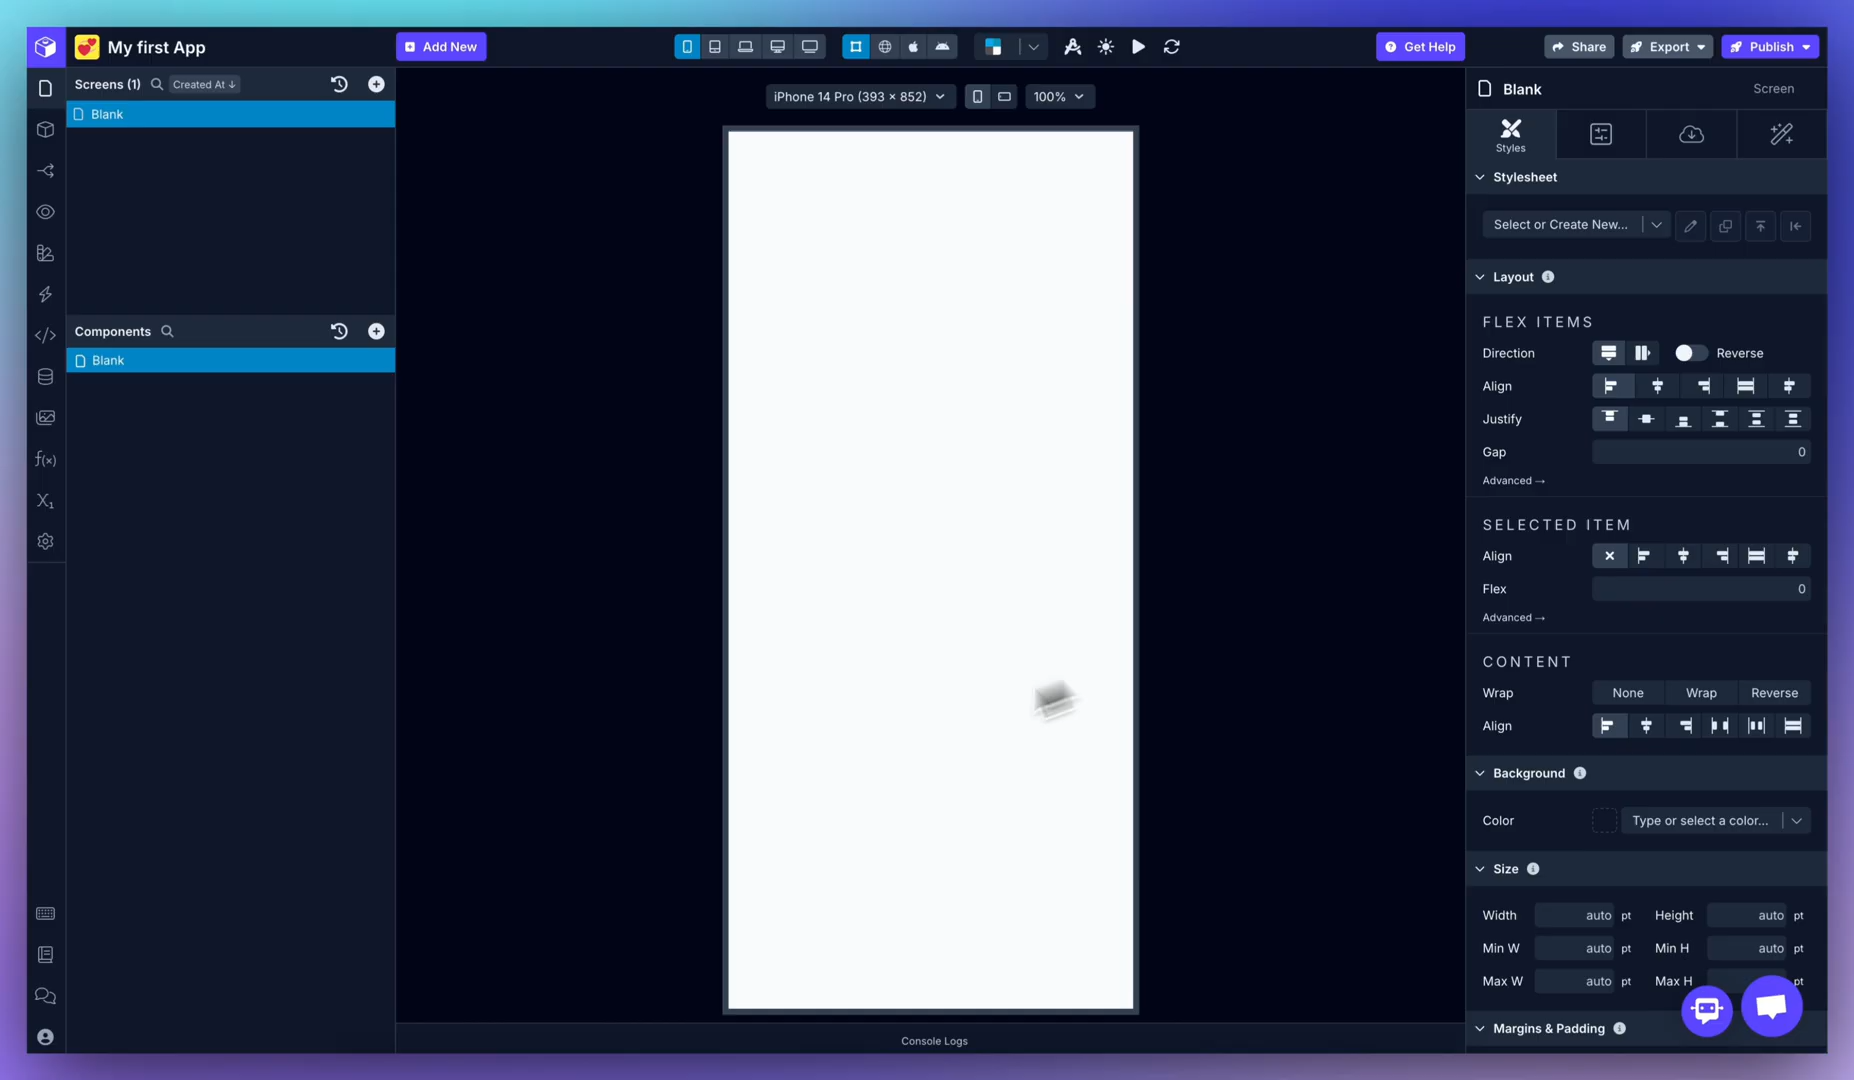 My first App
Add New
Get Help
Share
Export
Publish
Screens (1)
Created At ↓
Blank
Components
Blank
iPhone 14 Pro (393 × 852)
100%
Console Logs
Blank
Screen
Styles
Stylesheet
Select or Create New...
Layout
FLEX ITEMS
Direction
Reverse
Align
Justify
Gap
0
Advanced →
SELECTED ITEM
Align
Flex
0
Advanced →
CONTENT
Wrap
None
Wrap
Reverse
Align
Background
Color
Type or select a color...
Size
Width auto pt Height auto pt
Min W auto pt Min H auto pt
Max W auto pt Max H pt
Margins & Padding